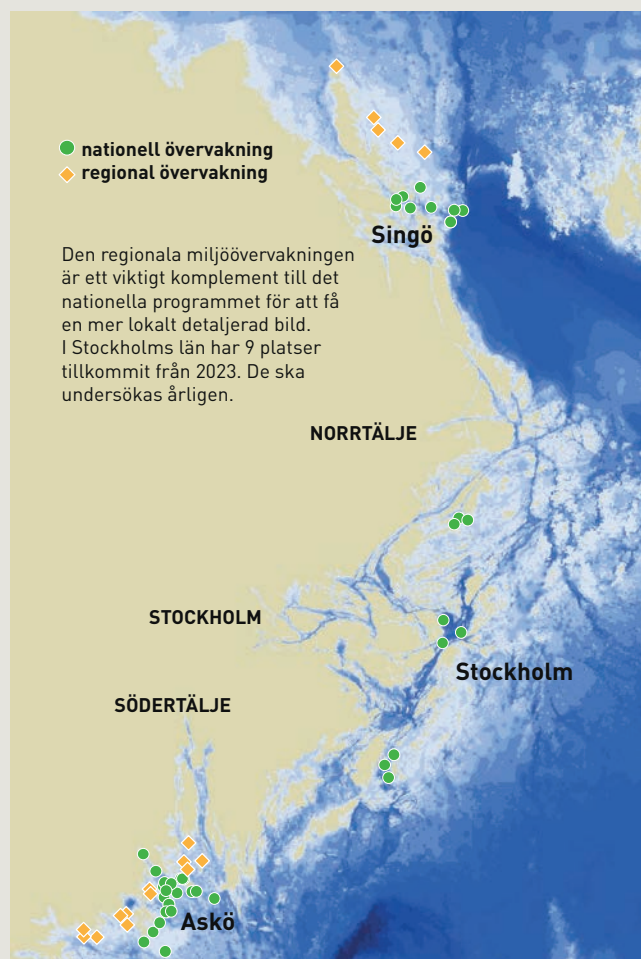 nationell övervakning
regional övervakning
Singö
Den regionala miljöövervakningen
är ett viktigt komplement till det
nationella programmet för att få
en mer lokalt detaljerad bild.
I Stockholms län har 9 platser
tillkommit från 2023. De ska
undersökas årligen.
NORRTÄLJE
STOCKHOLM
Stockholm
SÖDERTÄLJE
Askö